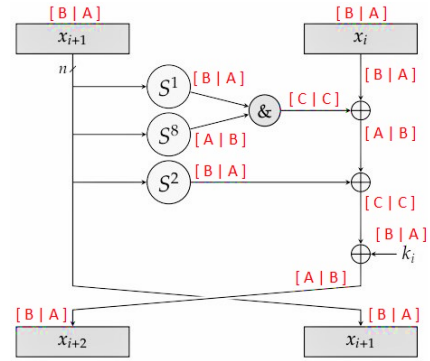 [ B | A ] [ B | A ]
x_{i+1} x_i
n
S^1 [ B | A ] [ B | A ]
& [ C | C ]
S^8 [ A | B ] [ A | B ]
S^2 [ B | A ]
[ C | C ]
[ B | A ]
k_i
[ A | B ]
[ B | A ] [ B | A ]
x_{i+2} x_{i+1}